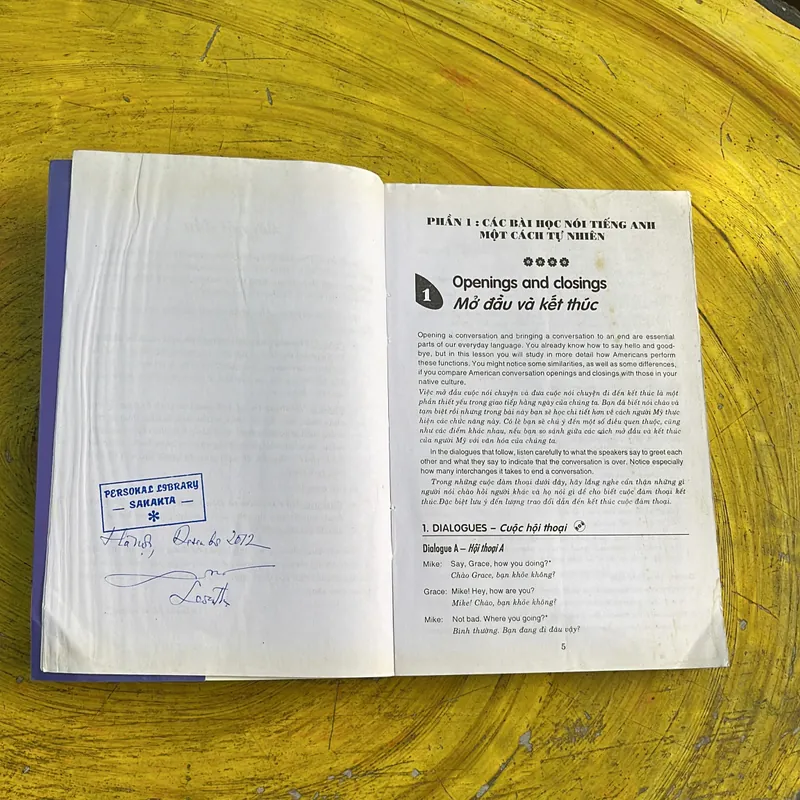 PERSONAL LIBRARY
— SAKAKTA —
*
Hànội, 2012
PHẦN 1 : CÁC BÀI HỌC NÓI TIẾNG ANH
MỘT CÁCH TỰ NHIÊN
1
Openings and closings
Mở đầu và kết thúc
Opening a conversation and bringing a conversation to an end are essential
parts of our everyday language. You already know how to say hello and good-
bye, but in this lesson you will study in more detail how Americans perform
these functions. You might notice some similarities, as well as some differences,
if you compare American conversation openings and closings with those in your
native culture.
Việc mở đầu cuộc nói chuyện và đưa cuộc nói chuyện đi đến kết thúc là một
phần thiết yếu trong giao tiếp hằng ngày của chúng ta. Bạn đã biết nói chào và
tạm biệt rồi nhưng trong bài này bạn sẽ học chi tiết hơn về cách người Mỹ thực
hiện các chức năng này. Có lẽ bạn sẽ chú ý đến một số điều quen thuộc, cũng
như các điểm khác nhau, nếu bạn so sánh giữa các cách mở đầu và kết thúc
của người Mỹ với văn hóa của chúng ta.
In the dialogues that follow, listen carefully to what the speakers say to greet each
other and what they say to indicate that the conversation is over. Notice especially
how many interchanges it takes to end a conversation.
Trong những cuộc đàm thoại dưới đây, hãy lắng nghe cẩn thận những gì
người nói chào hỏi người khác và họ nói gì để cho biết cuộc đàm thoại kết
thúc.Đặc biệt lưu ý đến lượng trao đổi dẫn đến kết thúc cuộc đàm thoại.
1. DIALOGUES – Cuộc hội thoại
Dialogue A – Hội thoại A
Mike: Say, Grace, how you doing?*
Chào Grace, bạn khỏe không?
Grace: Mike! Hey, how are you?
Mike! Chào, bạn khỏe không?
Mike: Not bad. Where you going?*
Bình thường. Bạn đang đi đâu vậy?
5